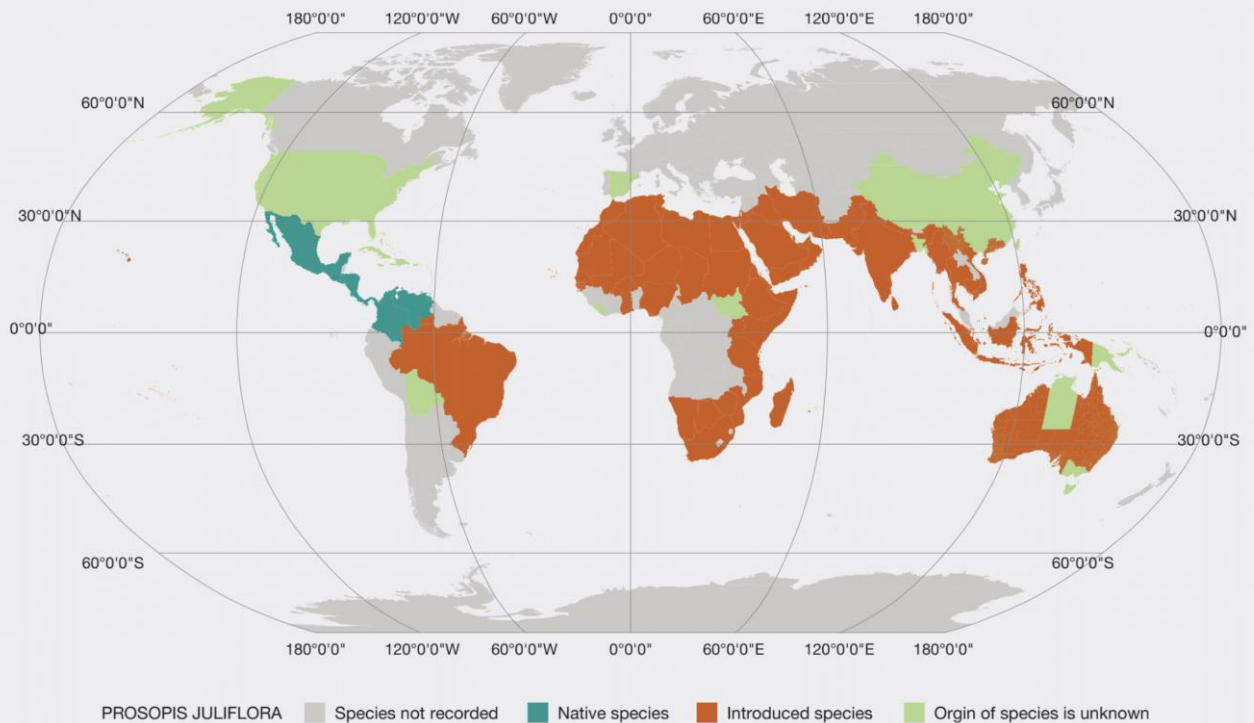 180°0'0" 120°0'0"W 60°0'0"W 0°0'0" 60°0'0"E 120°0'0"E 180°0'0"
60°0'0"N 60°0'0"N
30°0'0"N 30°0'0"N
0°0'0" 0°0'0"
30°0'0"S 30°0'0"S
60°0'0"S 60°0'0"S
180°0'0" 120°0'0"W 60°0'0"W 0°0'0" 60°0'0"E 120°0'0"E 180°0'0"
PROSOPIS JULIFLORA Species not recorded Native species Introduced species Orgin of species is unknown